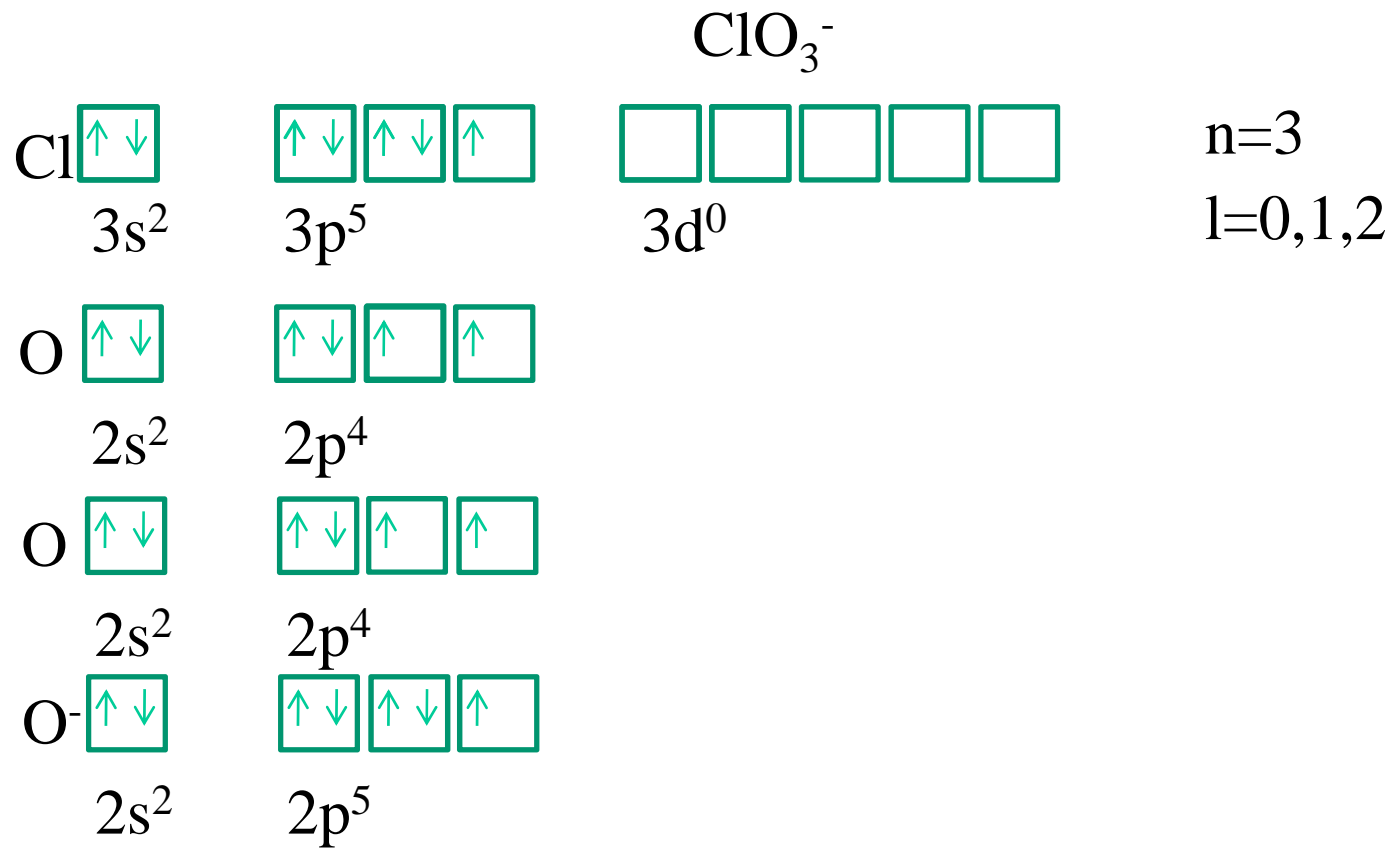 ClO₃⁻
Cl
n=3
3s² 3p⁵ 3d⁰ l=0,1,2
O
2s² 2p⁴
O
2s² 2p⁴
O⁻
2s² 2p⁵